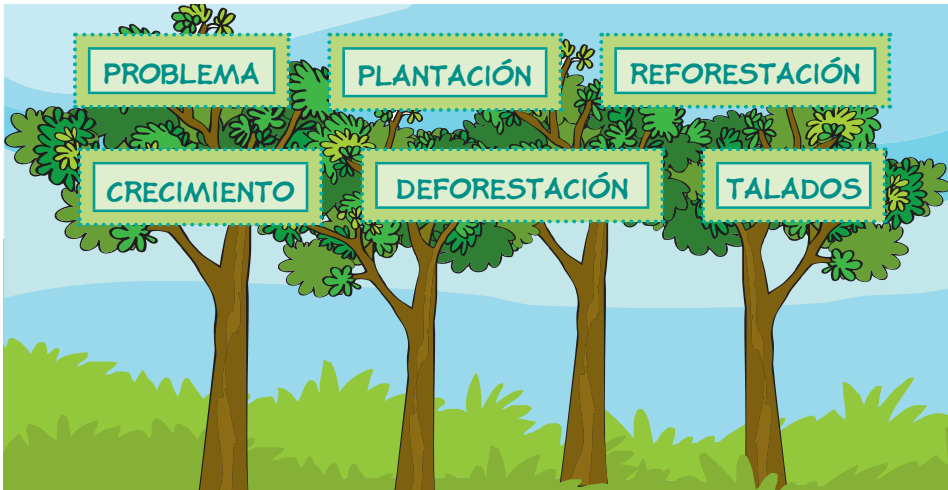 PROBLEMA
PLANTACIÓN
REFORESTACIÓN
CRECIMIENTO
DEFORESTACIÓN
TALADOS